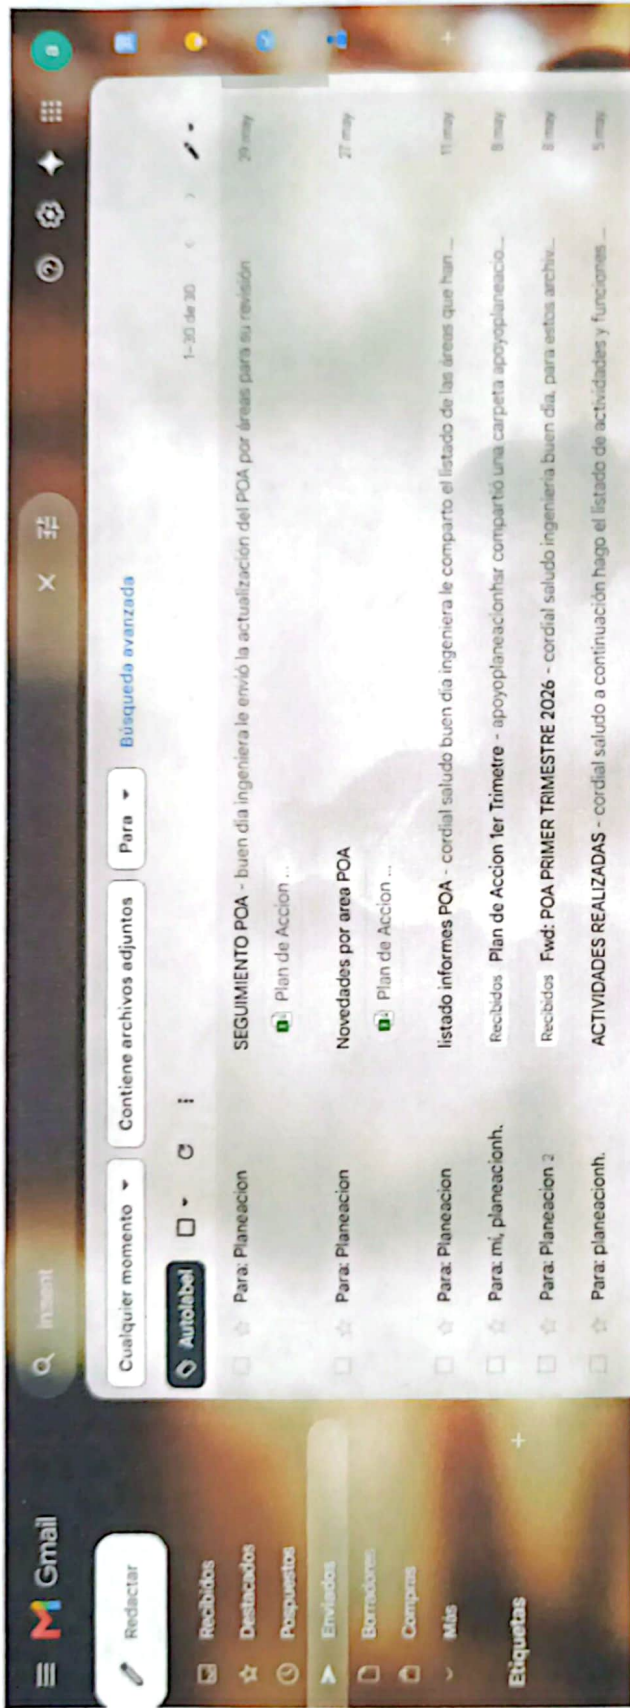 Gmail
in:sent
Redactar
Recibidos
Destacados
Pospuestos
Enviados
Borradores
Compras
Más
Etiquetas
Cualquier momento
Contiene archivos adjuntos
Para
Búsqueda avanzada
Autolabel
1-30 de 30
Para: Planeacion SEGUIMIENTO POA - buen día ingeniera le envió la actualización del POA por áreas para su revisión 29 may
Plan de Accion ...
Para: Planeacion Novedades por area POA 27 may
Plan de Accion ...
Para: Planeacion listado informes POA - cordial saludo buen día ingeniera le comparto el listado de las áreas que han ... 11 may
Para: mí, planeacionh. Recibidos Plan de Accion 1er Trimetre - apoyoplaneacionhsr compartió una carpeta apoyoplaneacio... 8 may
Para: Planeacion 2 Recibidos Fwd: POA PRIMER TRIMESTRE 2026 - cordial saludo ingenieria buen dia, para estos archiv... 8 may
Para: planeacionh. ACTIVIDADES REALIZADAS - cordial saludo a continuación hago el listado de actividades y funciones ... 5 may